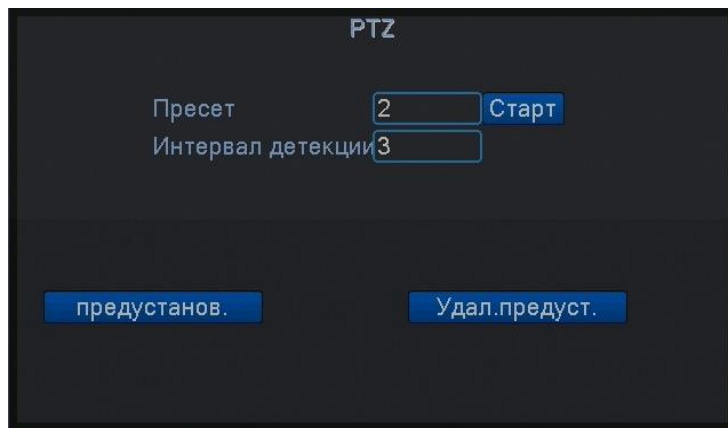 PTZ
Пресет 2 Старт
Интервал детекции 3
предустанов. Удал.предуст.